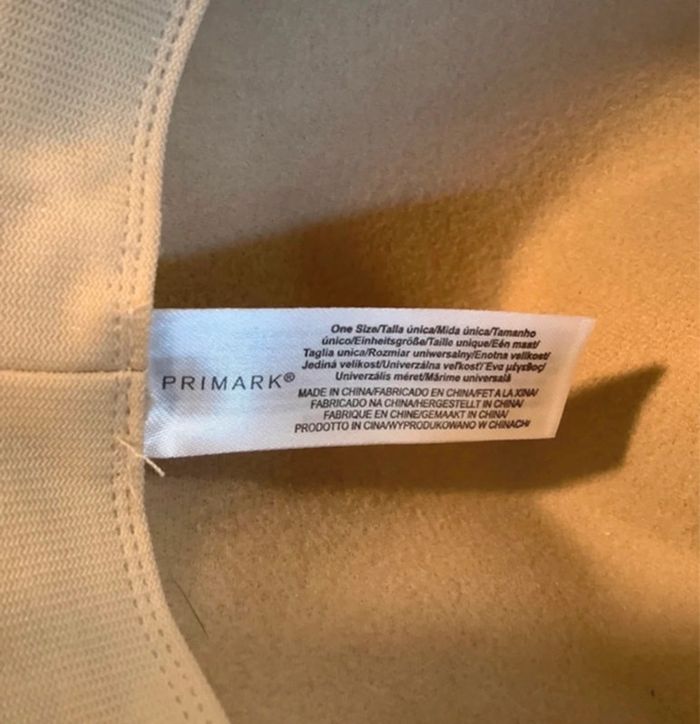 PRIMARK®
One Size/Talla única/Mida única/Tamanho
único/Einheitsgröße/Taille unique/Eén maat/
Taglia unica/Rozmiar uniwersalny/Enotna velikost/
Jediná velikost/Univerzálna veľkosť/Ένα μέγεθος/
Univerzális méret/Mărime universală
MADE IN CHINA/FABRICADO EN CHINA/FET A LA XINA/
FABRICADO NA CHINA/HERGESTELLT IN CHINA/
FABRIQUE EN CHINE/GEMAAKT IN CHINA/
PRODOTTO IN CINA/WYPRODUKOWANO W CHINACH/